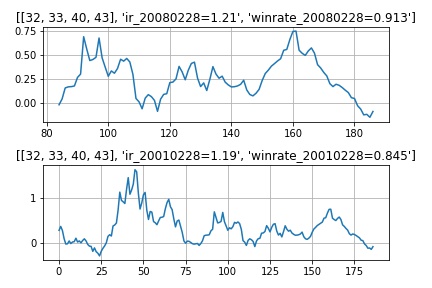 [[32, 33, 40, 43], 'ir_20080228=1.21', 'winrate_20080228=0.913']
0.75
0.50
0.25
0.00
80 100 120 140 160 180
[[32, 33, 40, 43], 'ir_20010228=1.19', 'winrate_20010228=0.845']
1
0
0 25 50 75 100 125 150 175